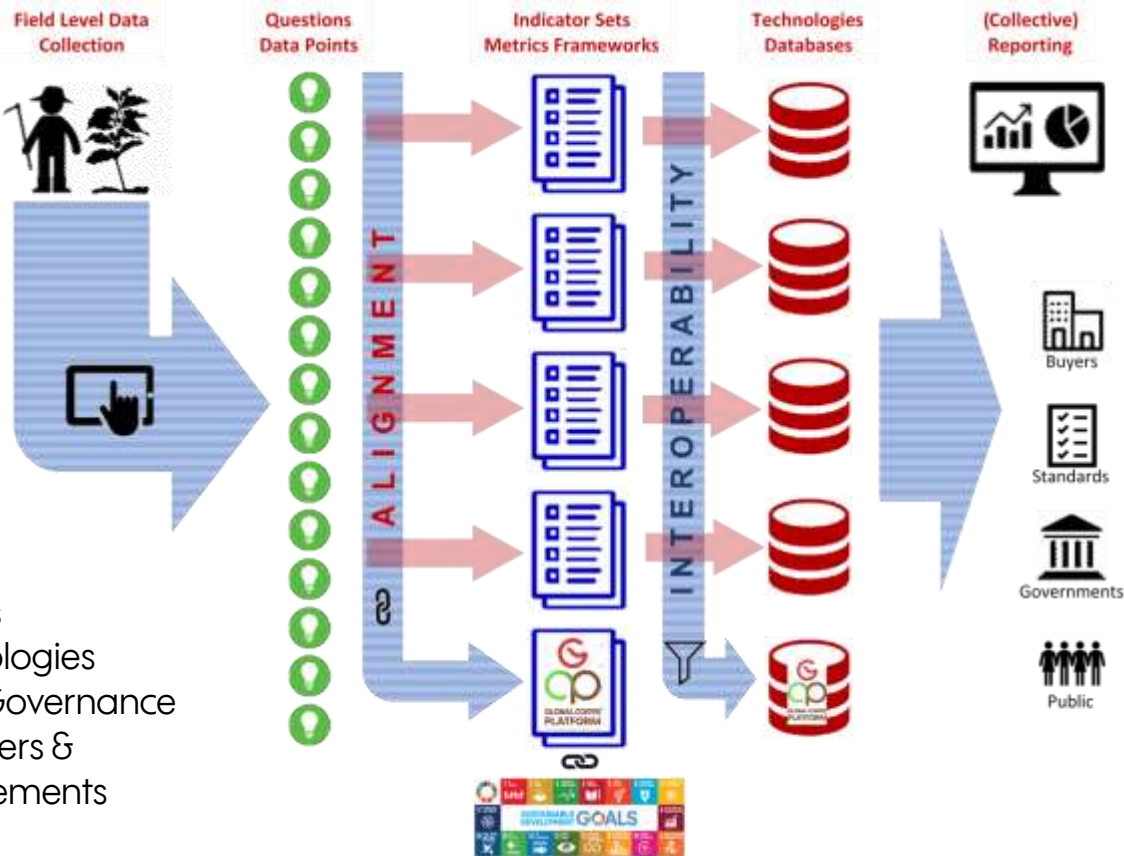 Field Level Data
Collection
Questions
Data Points
Indicator Sets
Metrics Frameworks
Technologies
Databases
(Collective)
Reporting
ALIGNMENT
INTEROPERABILITY
Buyers
Standards
Governments
Public
GLOBAL COFFEE
PLATFORM
GLOBAL COFFEE
PLATFORM
SUSTAINABLE
DEVELOPMENT GOALS
s
ologies
Governance
ers &
ements